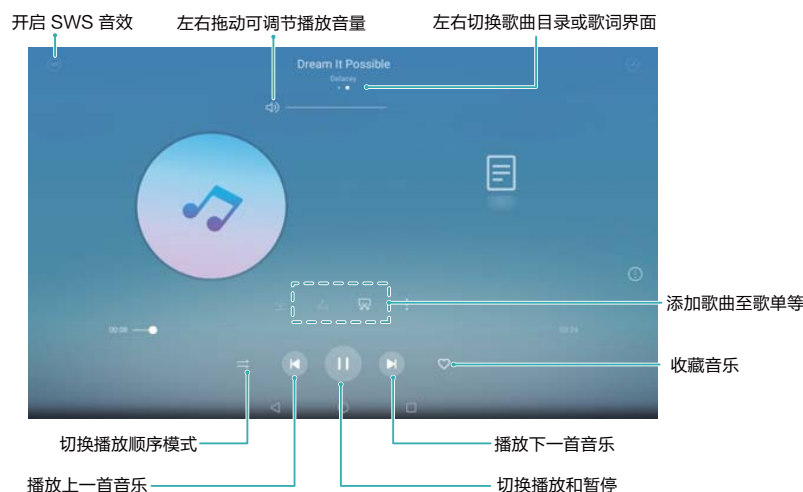 开启 SWS 音效
左右拖动可调节播放音量
左右切换歌曲目录或歌词界面
Dream It Possible
Delacey
添加歌曲至歌单等
00:08
收藏音乐
切换播放顺序模式
播放下一首音乐
播放上一首音乐
切换播放和暂停